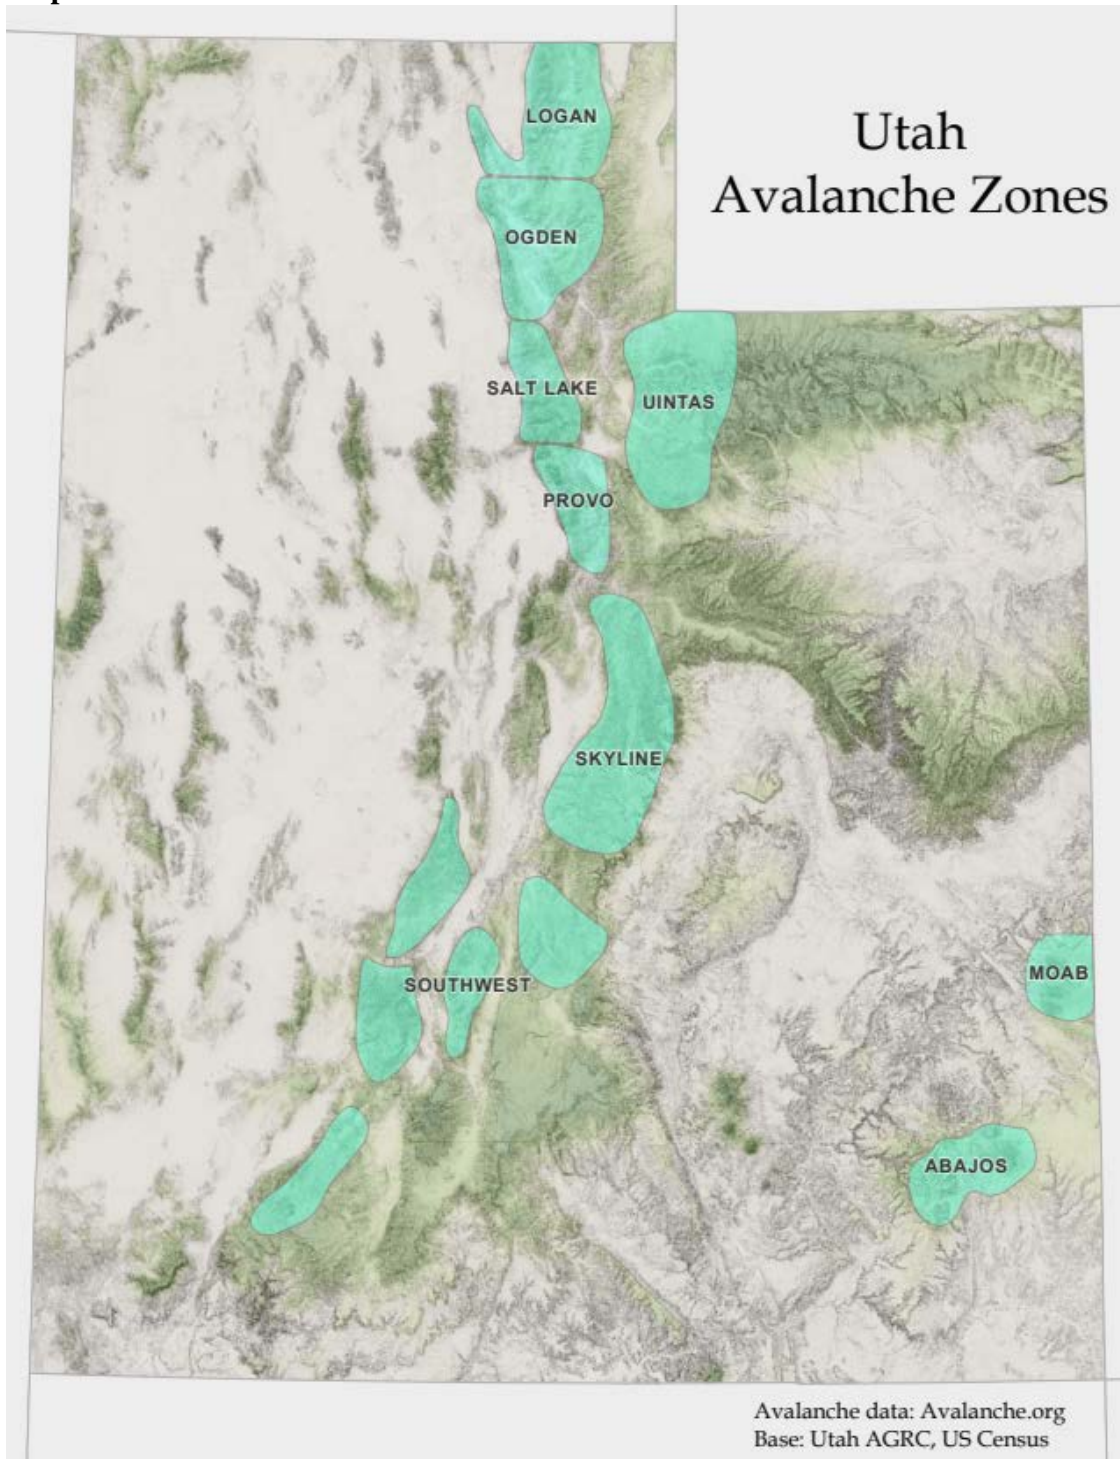 Utah
Avalanche Zones
LOGAN
OGDEN
SALT LAKE
UINTAS
PROVO
SKYLINE
SOUTHWEST
MOAB
ABAJOS
Avalanche data: Avalanche.org
Base: Utah AGRC, US Census